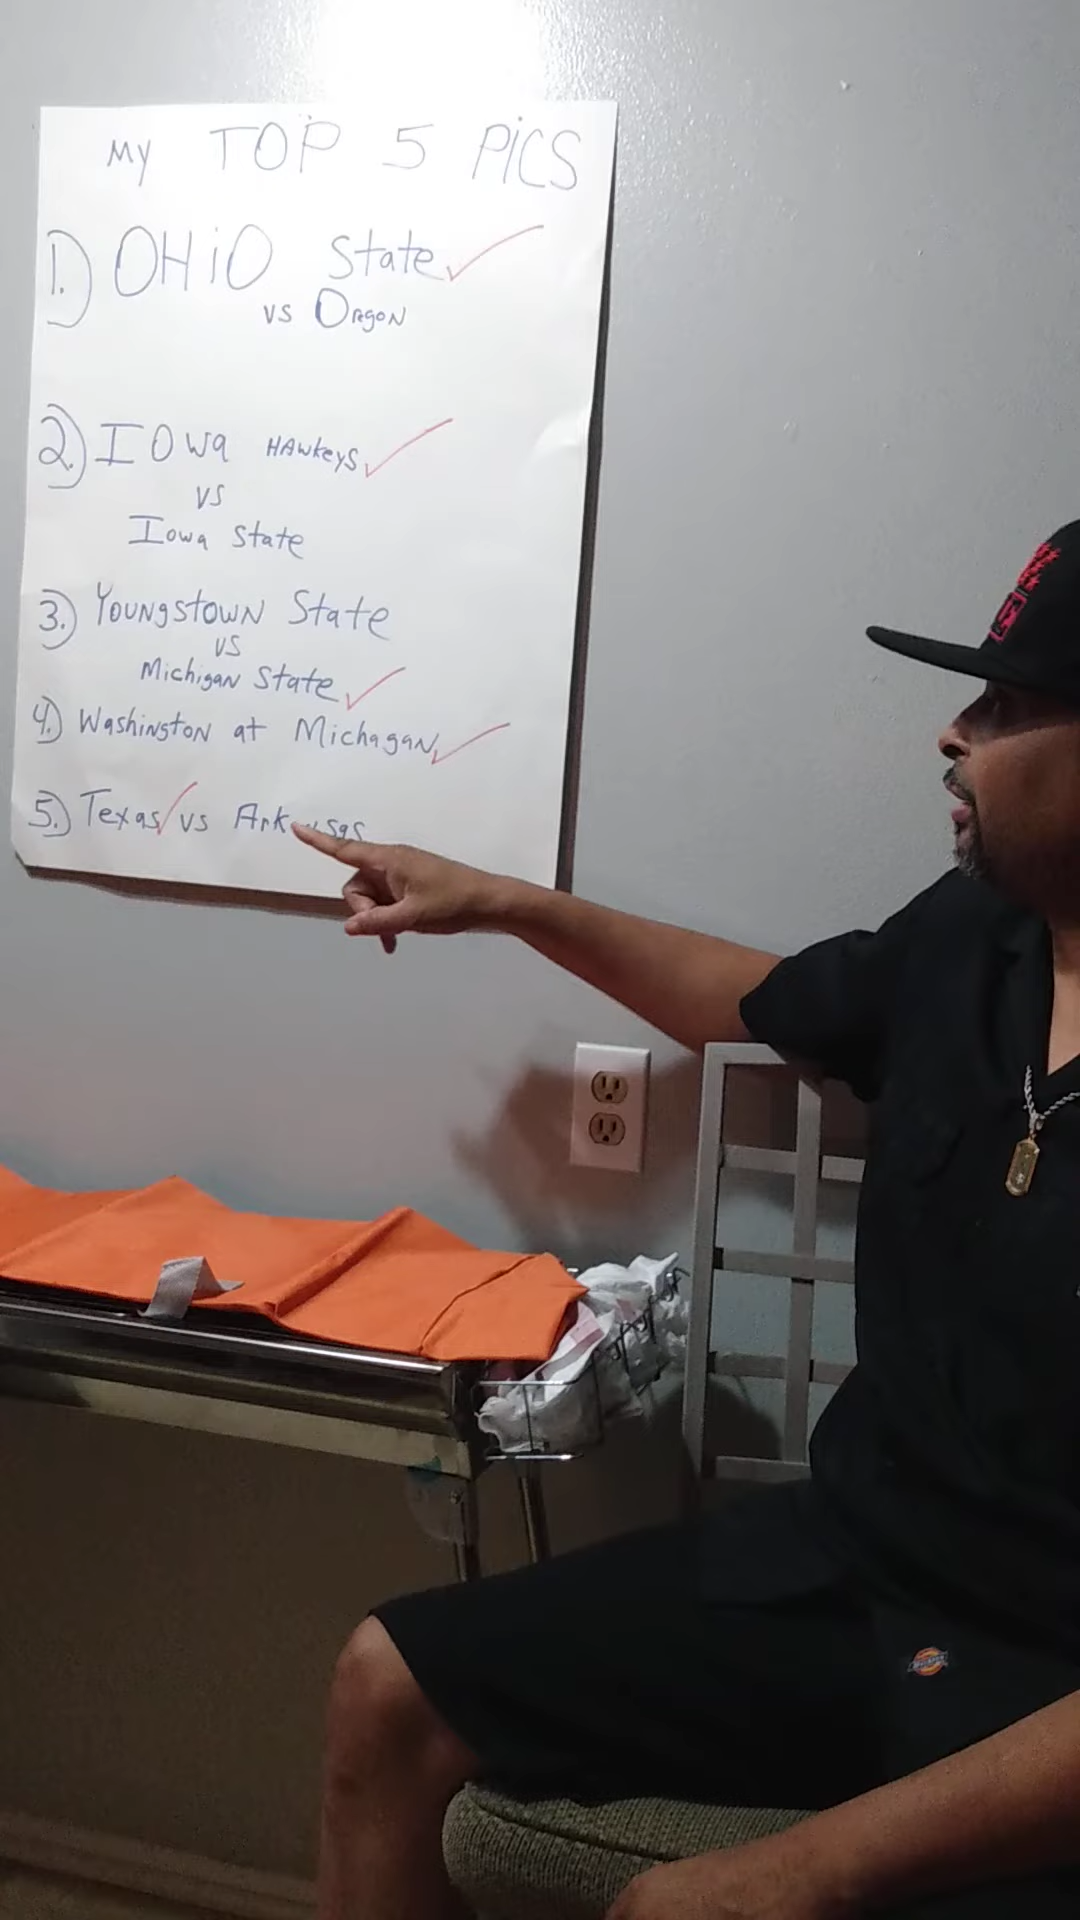 My TOP 5 PiCS
1.) OHiO State
vs Oregon
2.) Iowa HAWkeyS
vs
Iowa State
3.) YOUNgstOWN State
vs
MichigaN State
4.) WashiNgtoN at MichagaN
5.) Texas vs